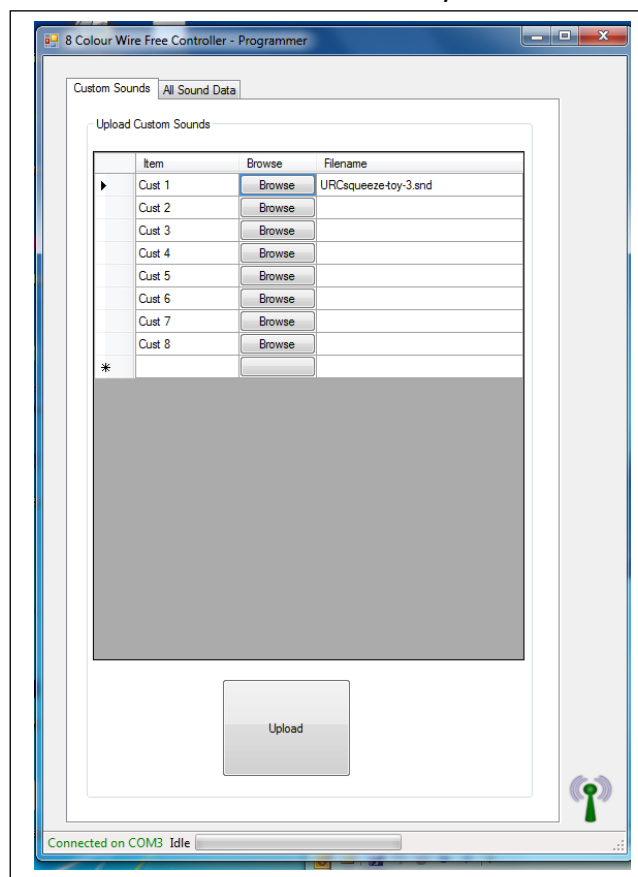 8 Colour Wire Free Controller - Programmer
Custom Sounds All Sound Data
Upload Custom Sounds
Item Browse Filename
Cust 1 Browse URCsqueeze-toy-3.snd
Cust 2 Browse
Cust 3 Browse
Cust 4 Browse
Cust 5 Browse
Cust 6 Browse
Cust 7 Browse
Cust 8 Browse
Upload
Connected on COM3 Idle